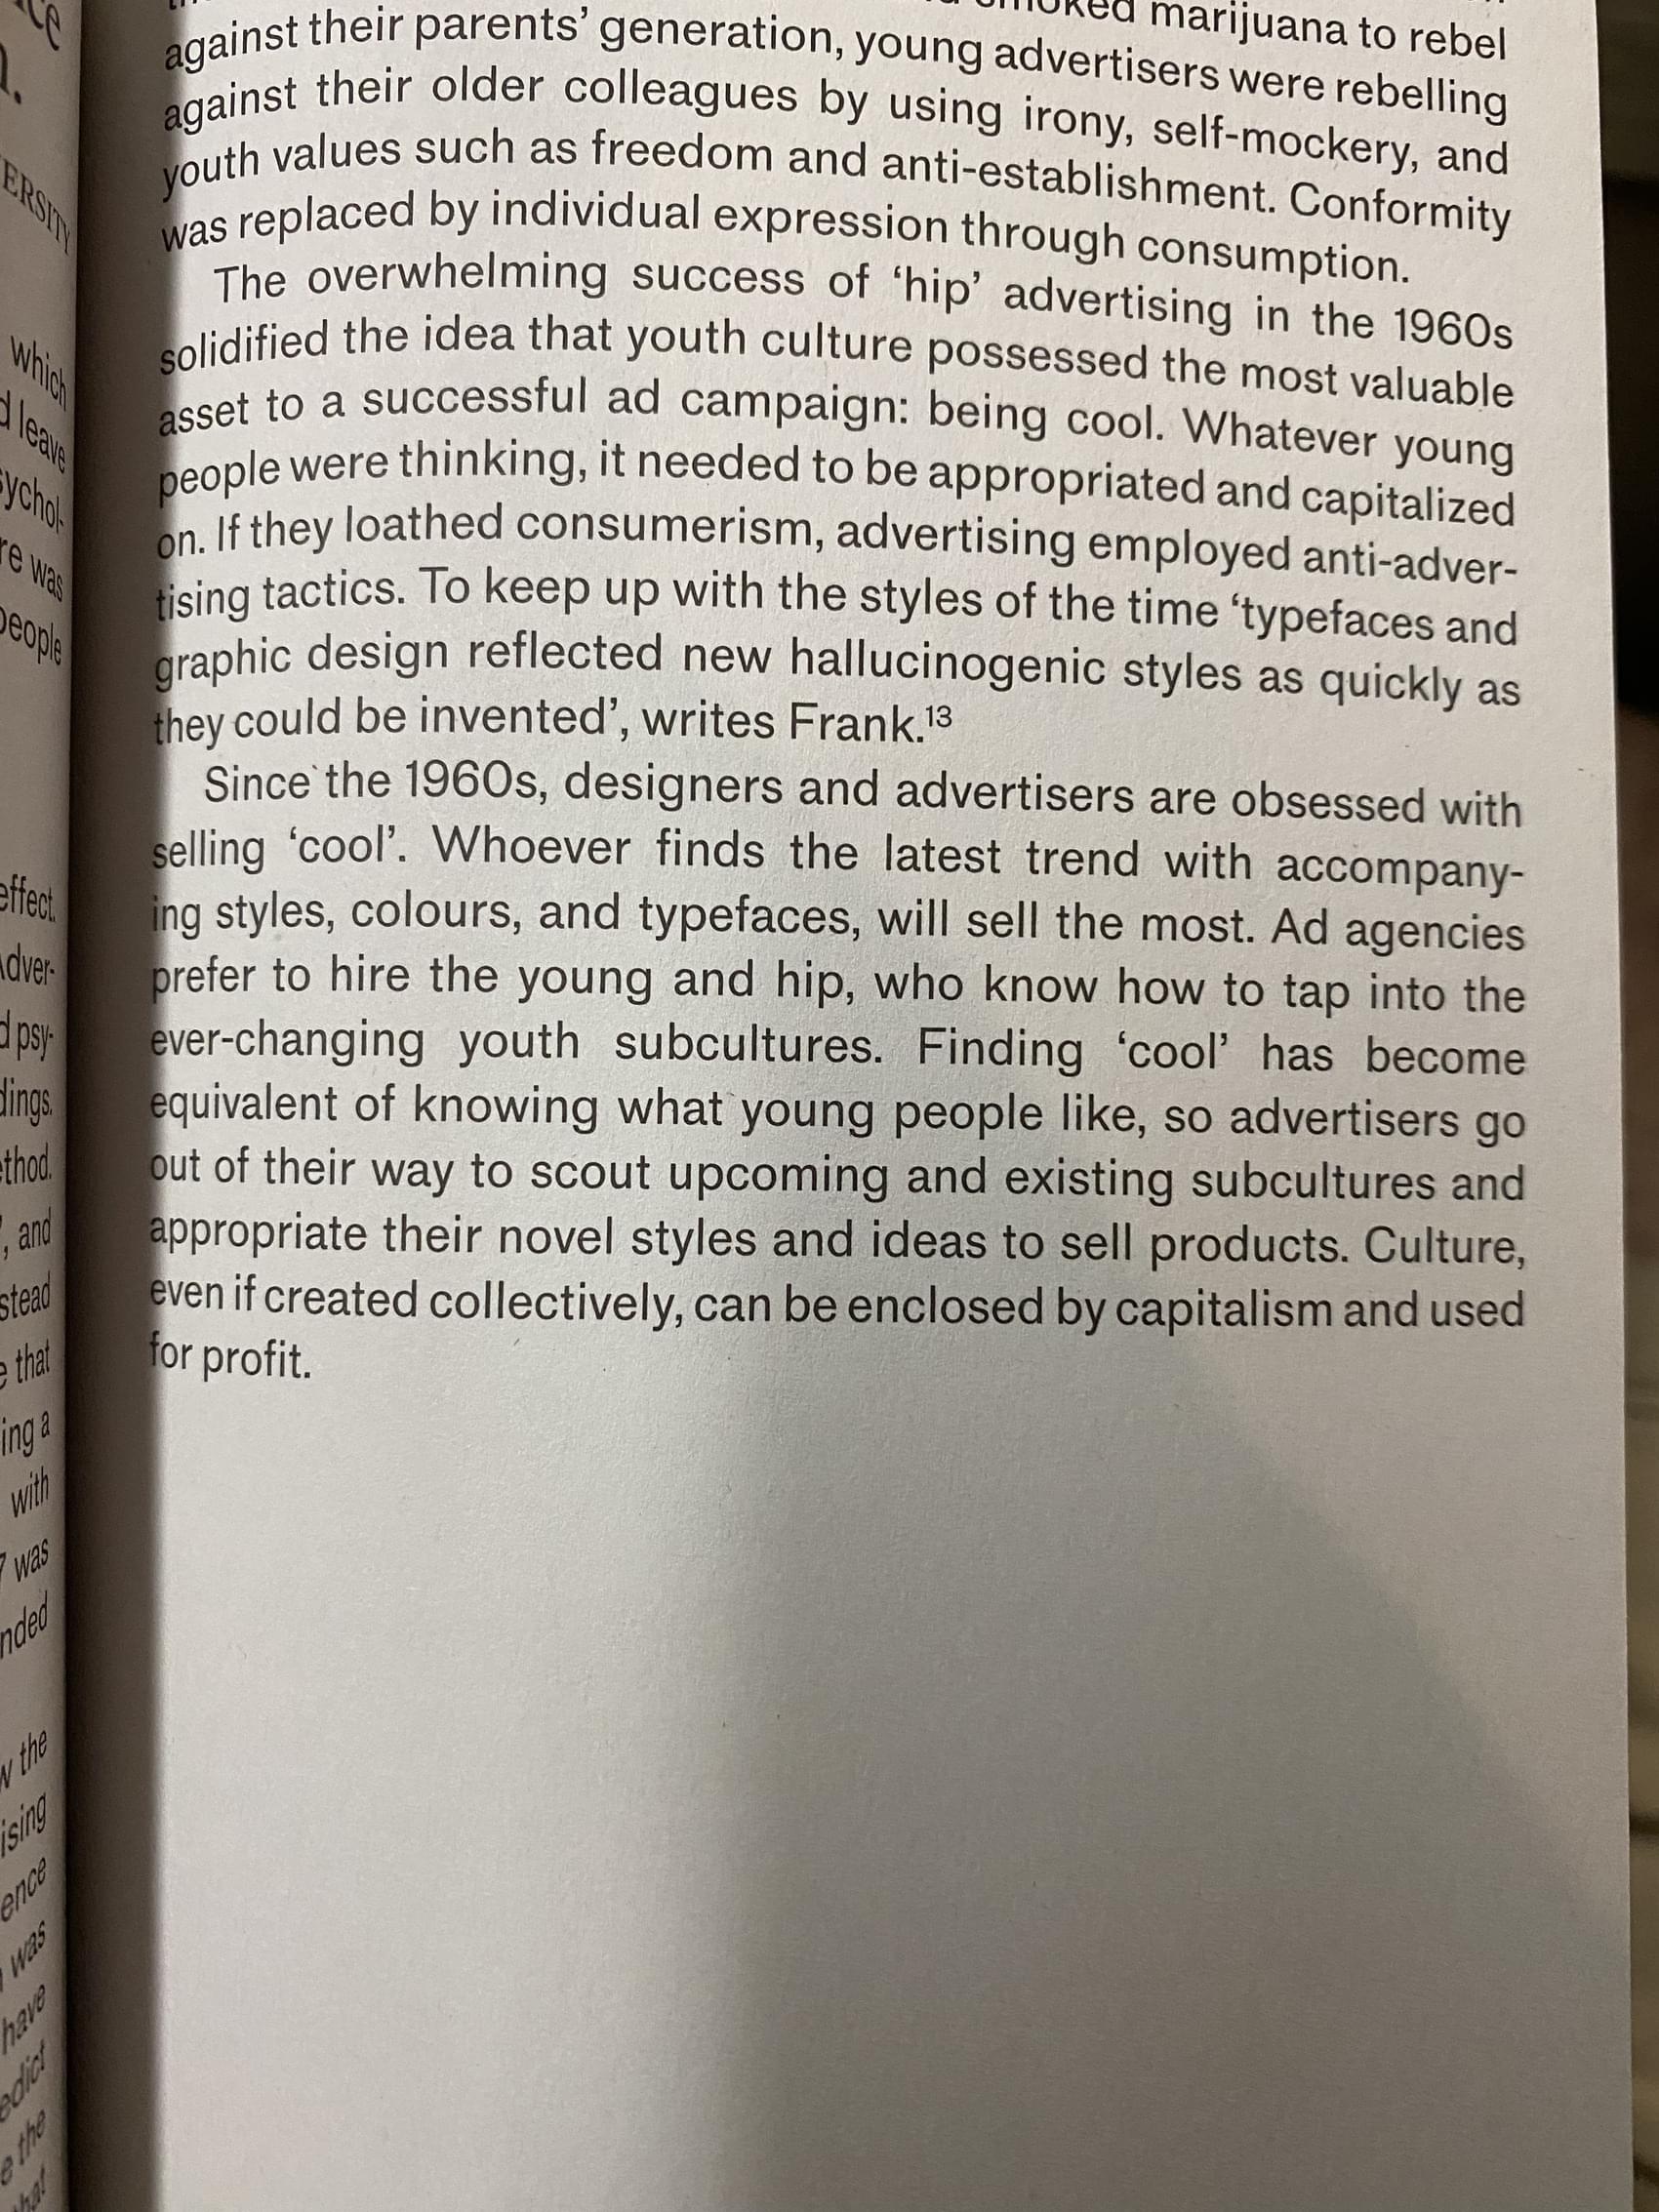 smoked marijuana to rebel
against their parents’ generation, young advertisers were rebelling
against their older colleagues by using irony, self-mockery, and
youth values such as freedom and anti-establishment. Conformity
was replaced by individual expression through consumption.
The overwhelming success of ‘hip’ advertising in the 1960s
solidified the idea that youth culture possessed the most valuable
asset to a successful ad campaign: being cool. Whatever young
people were thinking, it needed to be appropriated and capitalized
on. If they loathed consumerism, advertising employed anti-adver-
tising tactics. To keep up with the styles of the time ‘typefaces and
graphic design reflected new hallucinogenic styles as quickly as
they could be invented’, writes Frank.¹³
Since the 1960s, designers and advertisers are obsessed with
selling ‘cool’. Whoever finds the latest trend with accompany-
ing styles, colours, and typefaces, will sell the most. Ad agencies
prefer to hire the young and hip, who know how to tap into the
ever-changing youth subcultures. Finding ‘cool’ has become
equivalent of knowing what young people like, so advertisers go
out of their way to scout upcoming and existing subcultures and
appropriate their novel styles and ideas to sell products. Culture,
even if created collectively, can be enclosed by capitalism and used
for profit.